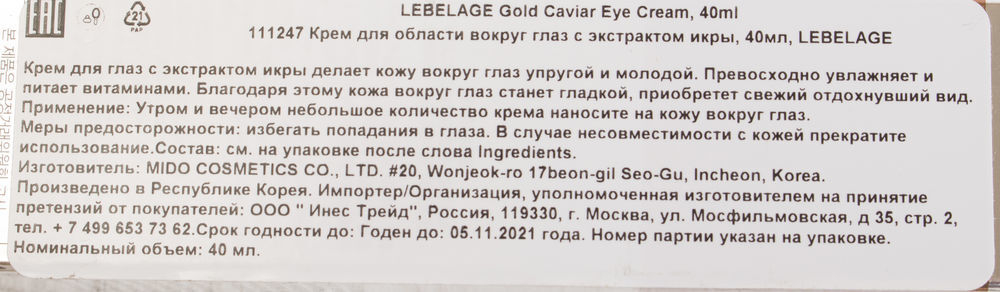 LEBELAGE Gold Caviar Eye Cream, 40ml
EAC
21
PAP
111247 Крем для области вокруг глаз с экстрактом икры, 40мл, LEBELAGE
Крем для глаз с экстрактом икры делает кожу вокруг глаз упругой и молодой. Превосходно увлажняет и
питает витаминами. Благодаря этому кожа вокруг глаз станет гладкой, приобретет свежий отдохнувший вид.
Применение: Утром и вечером небольшое количество крема наносите на кожу вокруг глаз.
Меры предосторожности: избегать попадания в глаза. В случае несовместимости с кожей прекратите
использование.Состав: см. на упаковке после слова Ingredients.
Изготовитель: MIDO COSMETICS CO., LTD. #20, Wonjeok-ro 17beon-gil Seo-Gu, Incheon, Korea.
Произведено в Республике Корея. Импортер/Организация, уполномоченная изготовителем на принятие
претензий от покупателей: ООО " Инес Трейд", Россия, 119330, г. Москва, ул. Мосфильмовская, д 35, стр. 2,
тел. + 7 499 653 73 62.Срок годности до: Годен до: 05.11.2021 года. Номер партии указан на упаковке.
Номинальный объем: 40 мл.